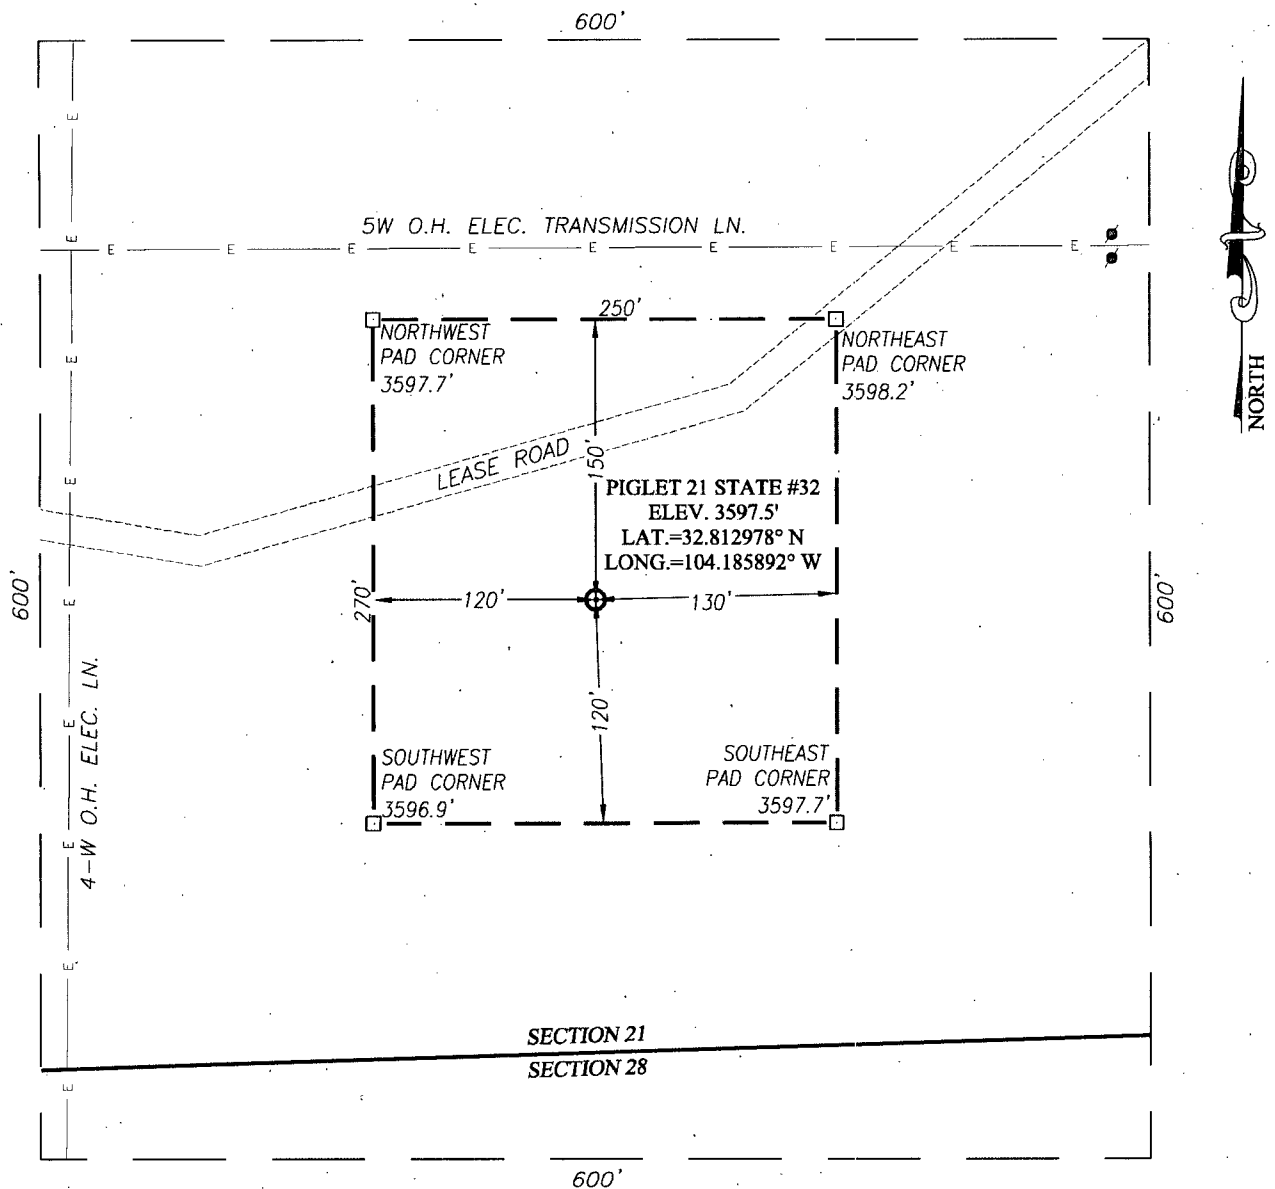 600'
5W O.H. ELEC. TRANSMISSION LN.
E E E E E E E E E
250'
NORTHWEST
PAD CORNER
3597.7'
NORTHEAST
PAD CORNER
3598.2'
NORTH
LEASE ROAD
150'
PIGLET 21 STATE #32
ELEV. 3597.5'
LAT.=32.812978° N
LONG.=104.185892° W
600'
270'
120'
130'
600'
120'
4-W O.H. ELEC. LN.
E E E E E E E E E
SOUTHWEST
PAD CORNER
3596.9'
SOUTHEAST
PAD CORNER
3597.7'
SECTION 21
SECTION 28
600'